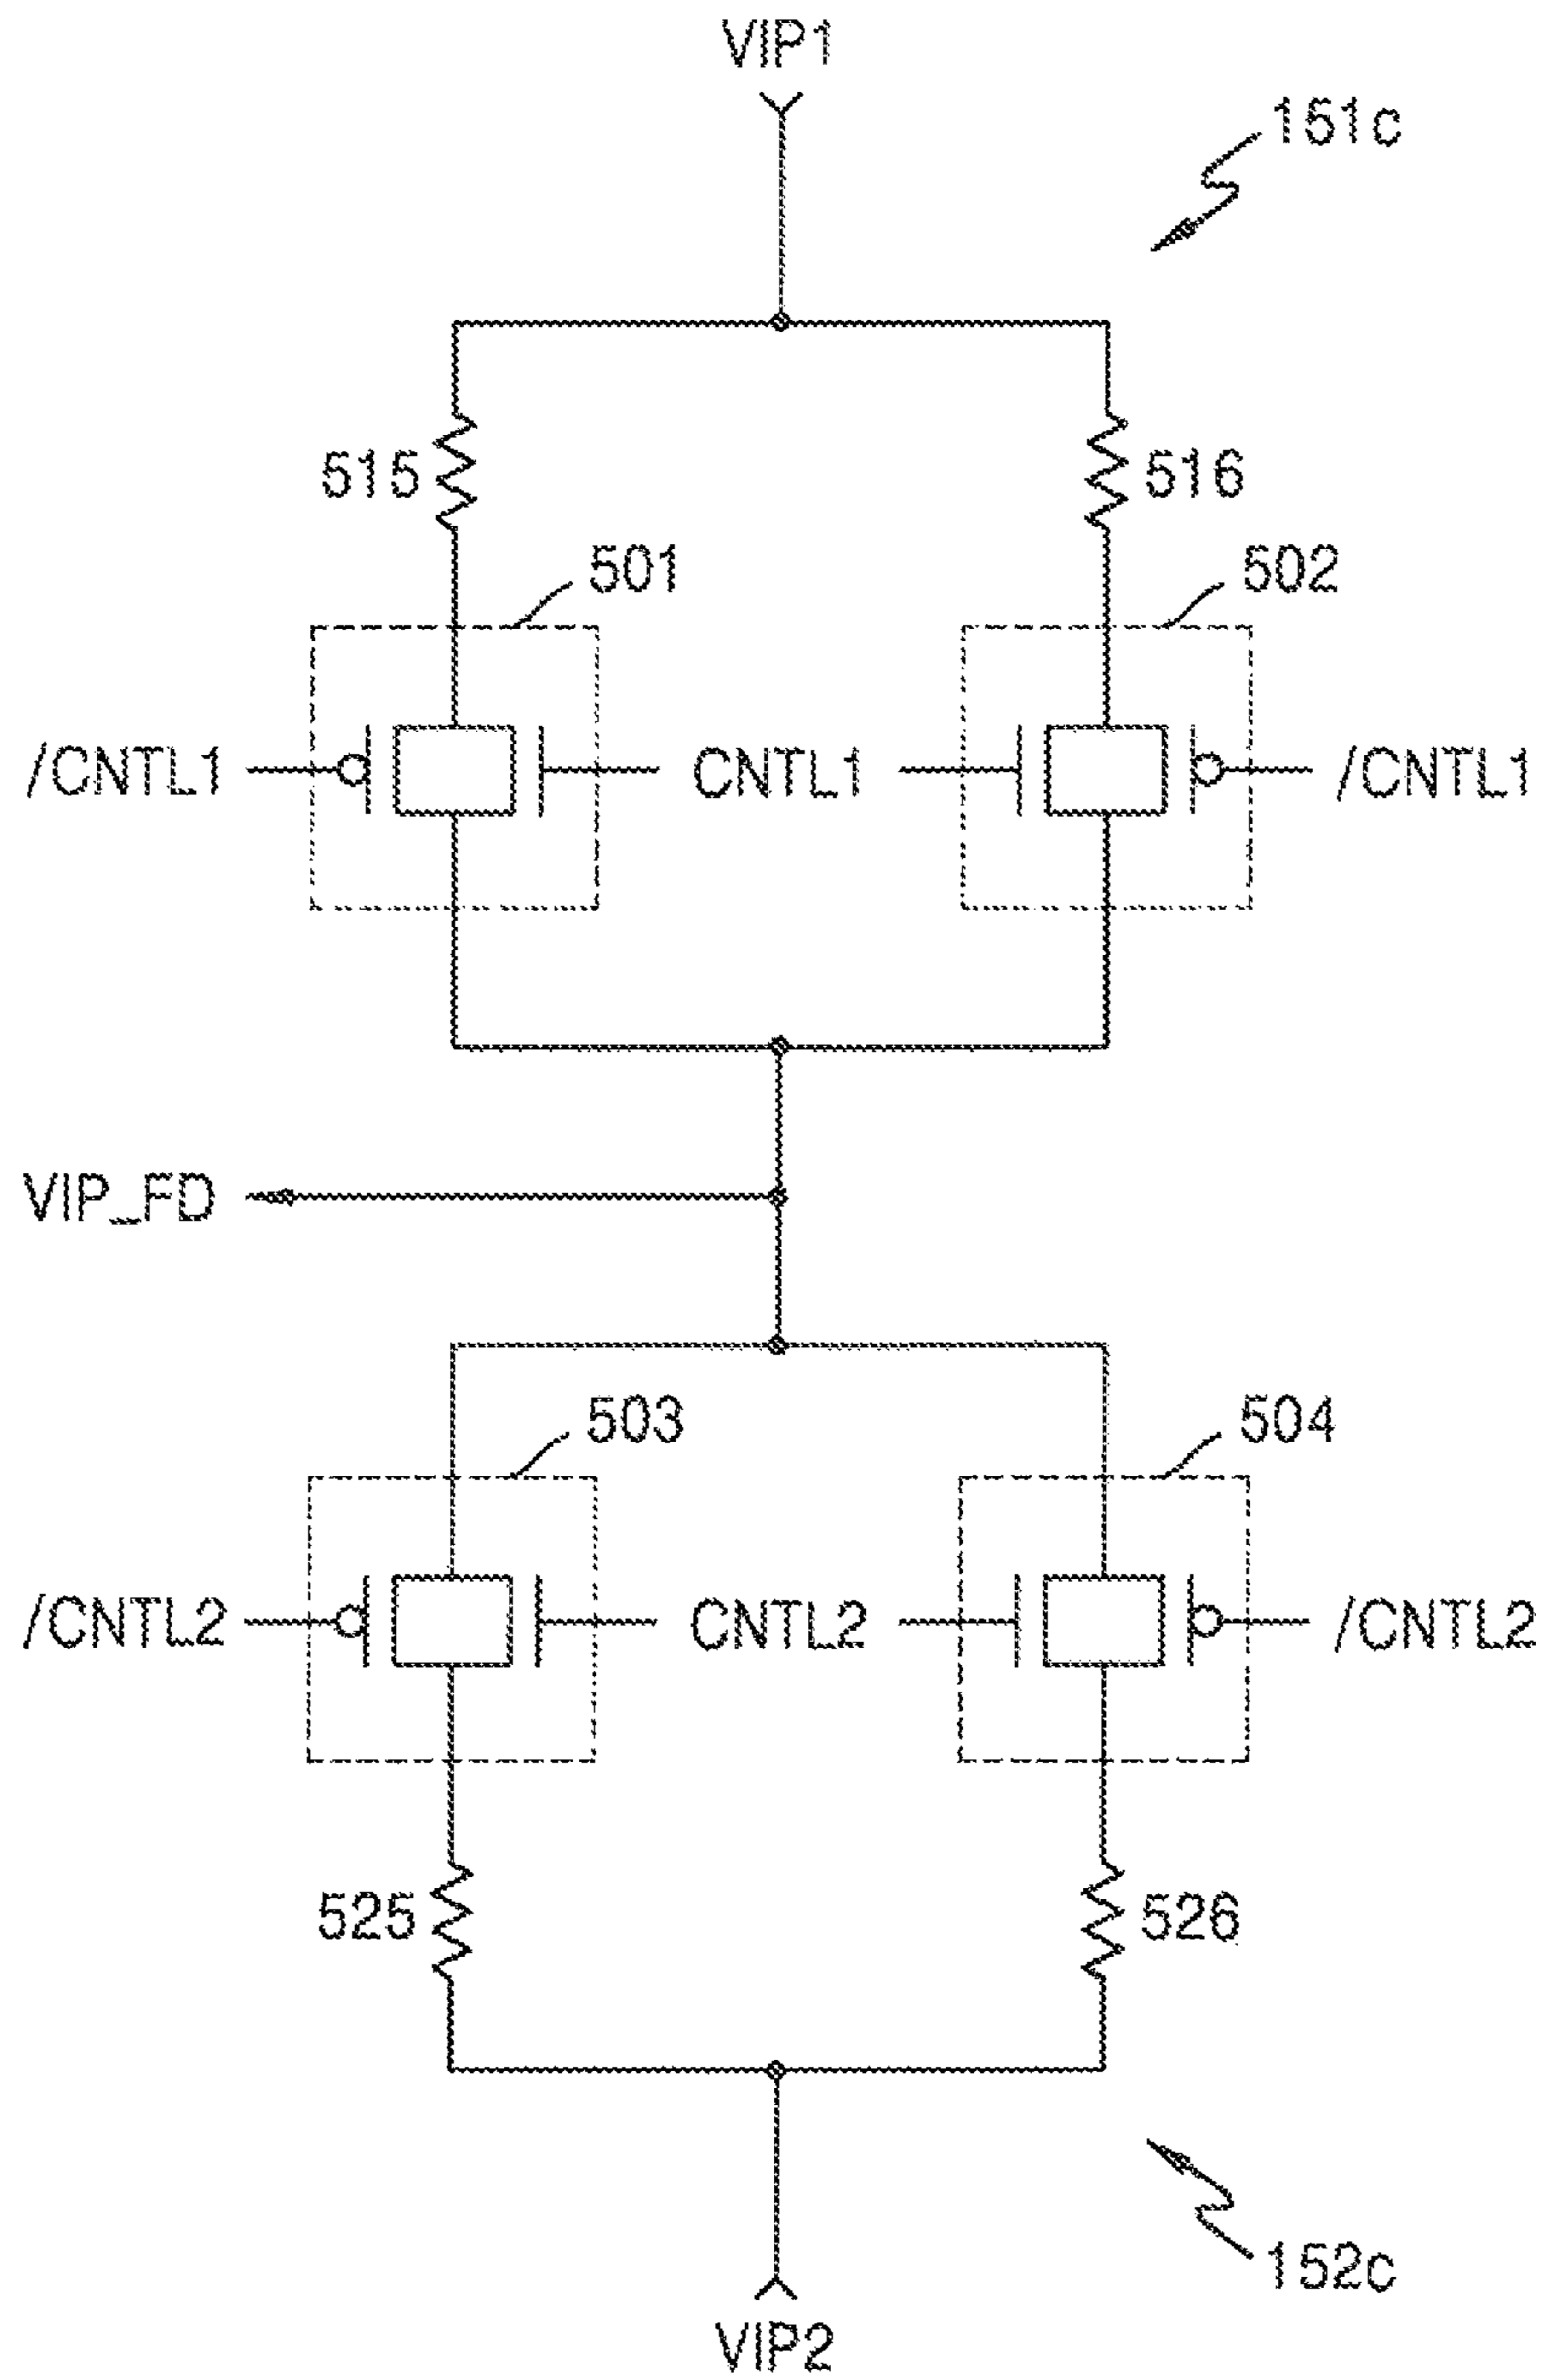 VIP1
151c
515
516
501
502
/CNTL1
CNTL1
/CNTL1
VIP_FD
503
504
/CNTL2
CNTL2
/CNTL2
525
526
152c
VIP2